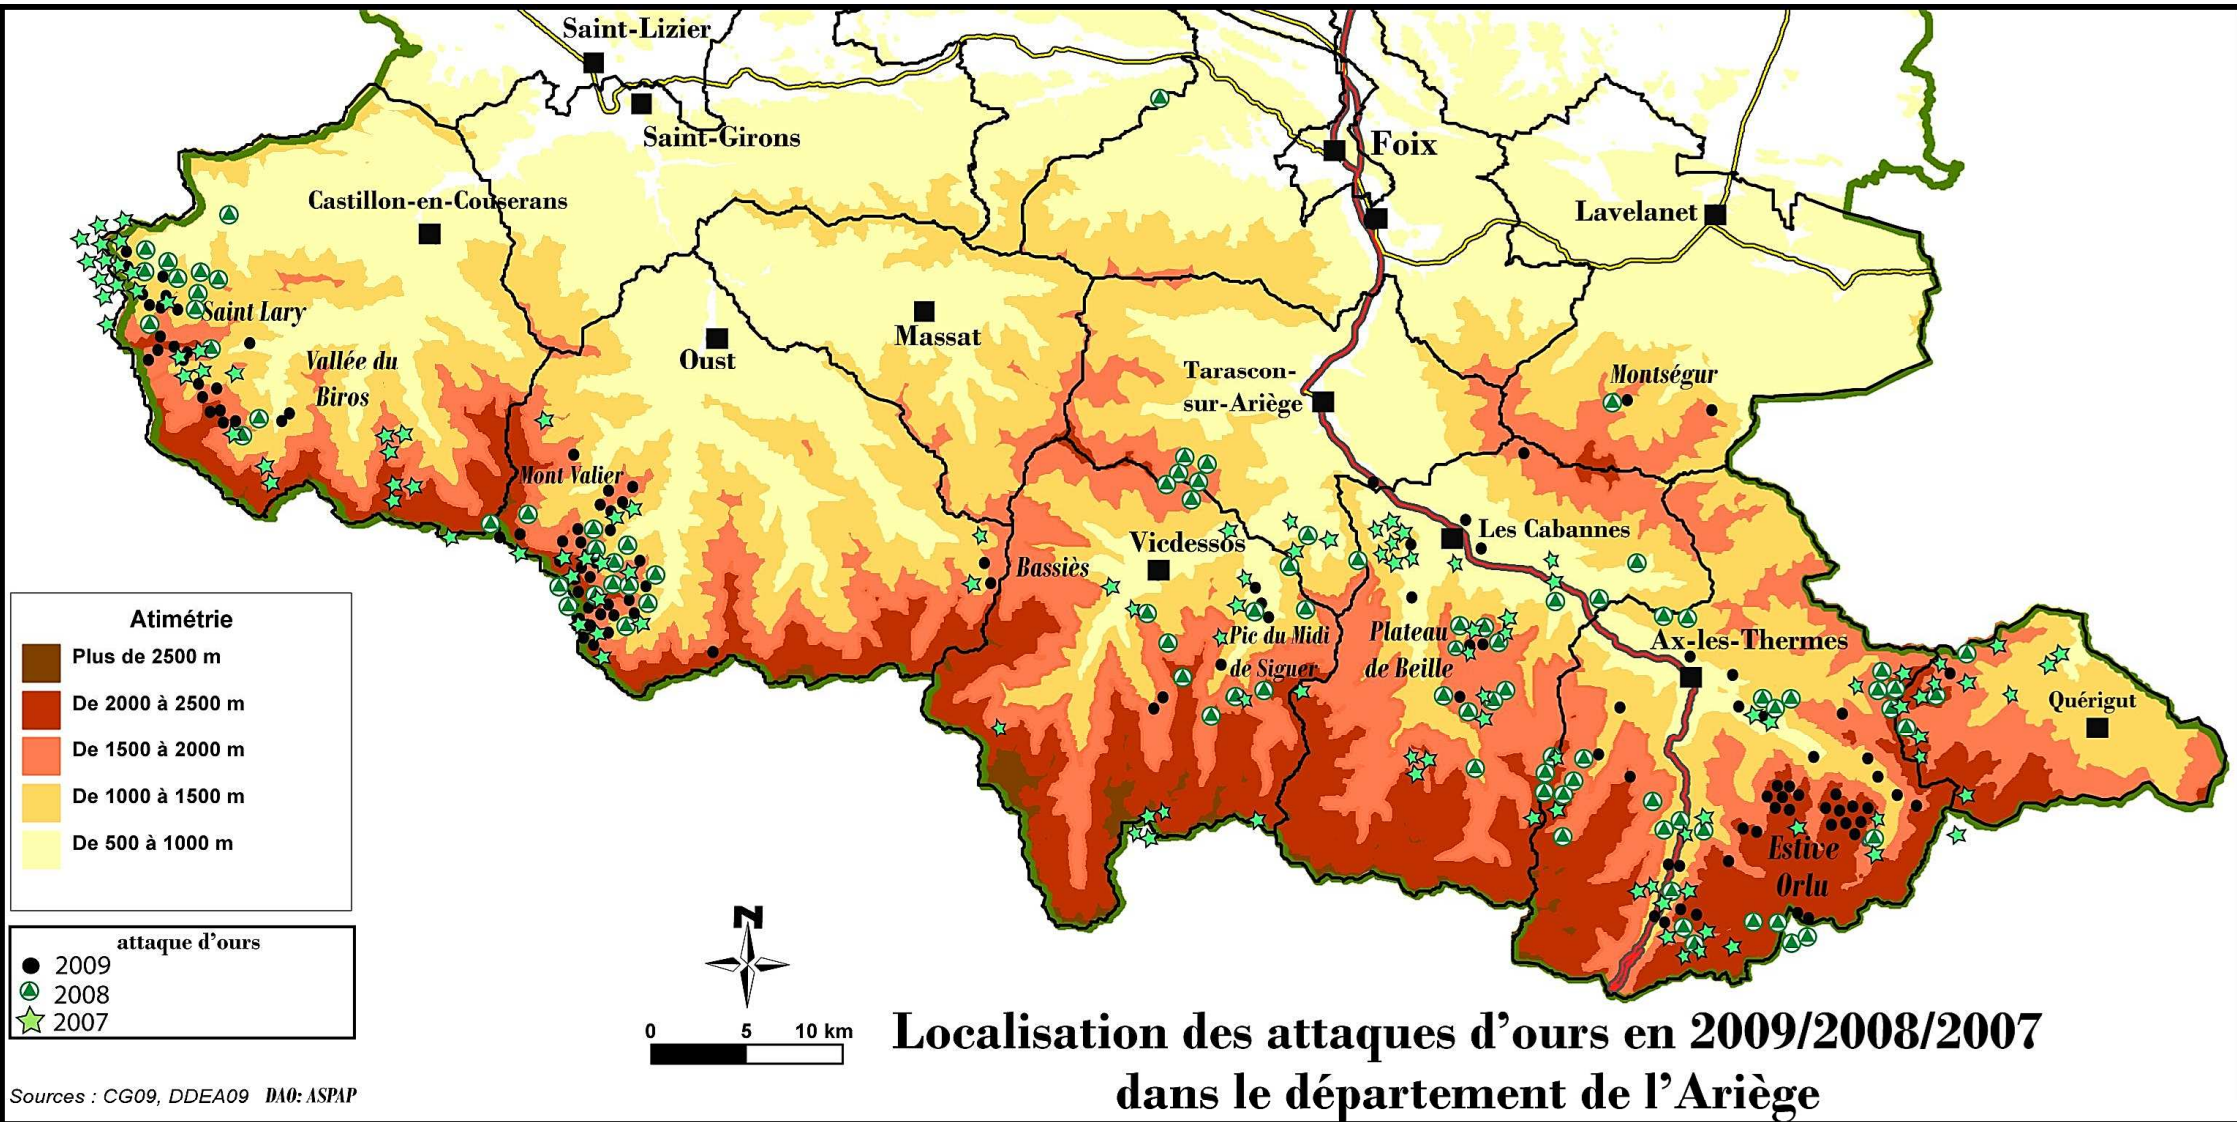 Saint-Lizier
Saint-Girons
Foix
Castillon-en-Couserans
Lavelanet
Saint Lary
Massat
Oust
Vallée du
Biros
Tarascon-
sur-Ariège
Montségur
Mont Valier
Les Cabannes
Vicdessos
Bassiès
Pic du Midi
de Siguer
Plateau
de Beille
Ax-les-Thermes
Quérigut
Estive
Orlu
Atimétrie
Plus de 2500 m
De 2000 à 2500 m
De 1500 à 2000 m
De 1000 à 1500 m
De 500 à 1000 m
attaque d'ours
2009
2008
2007
N
0 5 10 km
Localisation des attaques d'ours en 2009/2008/2007
dans le département de l'Ariège
Sources : CG09, DDEA09 DAO: ASPAP